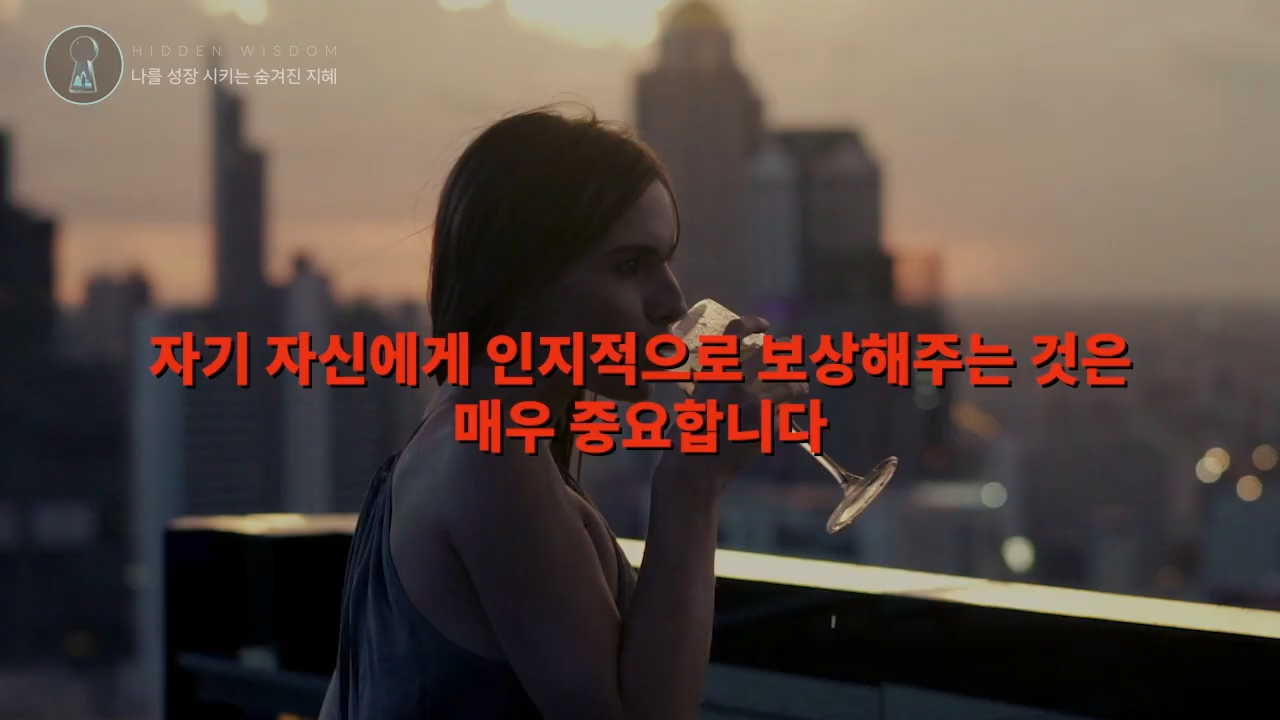 HIDDEN WISDOM
나를 성장 시키는 숨겨진 지혜
자기 자신에게 인지적으로 보상해주는 것은
매우 중요합니다